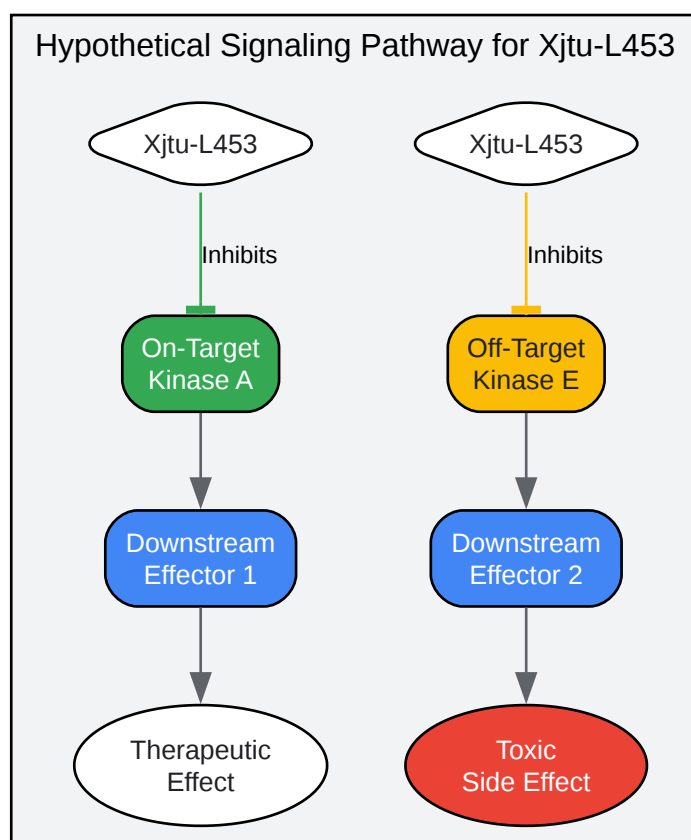 Hypothetical Signaling Pathway for Xjtu-L453
Xjtu-L453
Inhibits
On-Target
Kinase A
Downstream
Effector 1
Therapeutic
Effect
Xjtu-L453
Inhibits
Off-Target
Kinase E
Downstream
Effector 2
Toxic
Side Effect